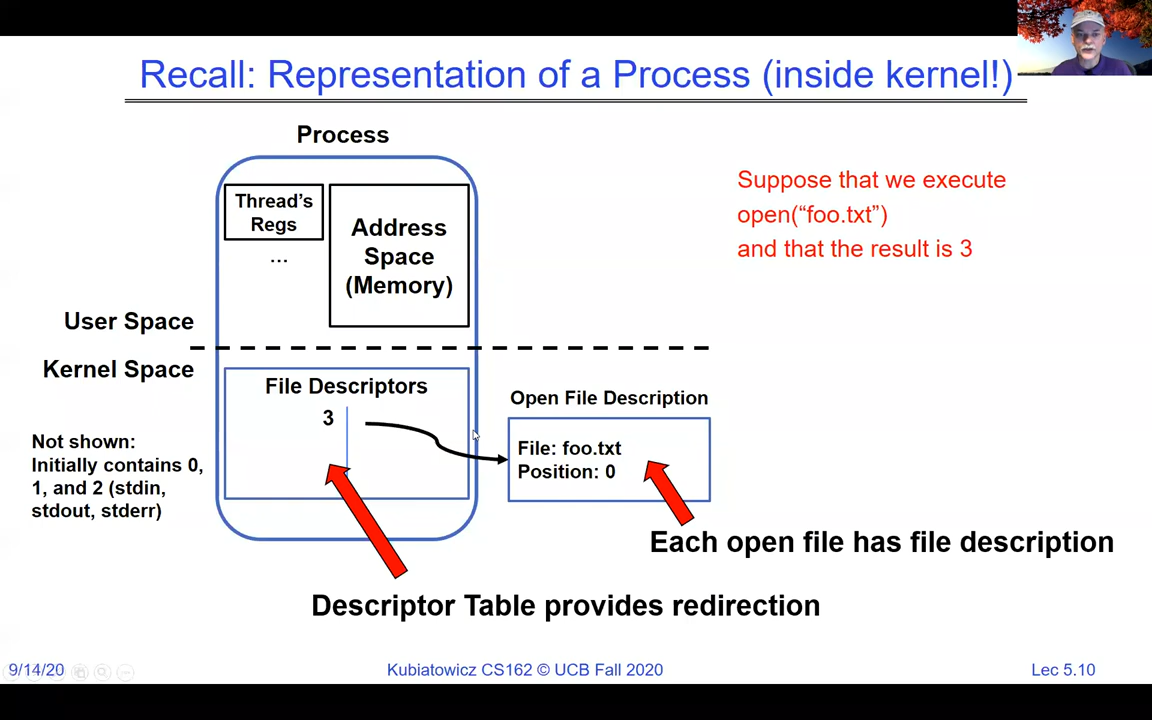 Recall: Representation of a Process (inside kernel!)
Process
Thread's
Regs
…
Address
Space
(Memory)
Suppose that we execute
open(“foo.txt”)
and that the result is 3
User Space
Kernel Space
File Descriptors
3
Open File Description
File: foo.txt
Position: 0
Not shown:
Initially contains 0,
1, and 2 (stdin,
stdout, stderr)
Each open file has file description
Descriptor Table provides redirection
9/14/20
Kubiatowicz CS162 © UCB Fall 2020
Lec 5.10